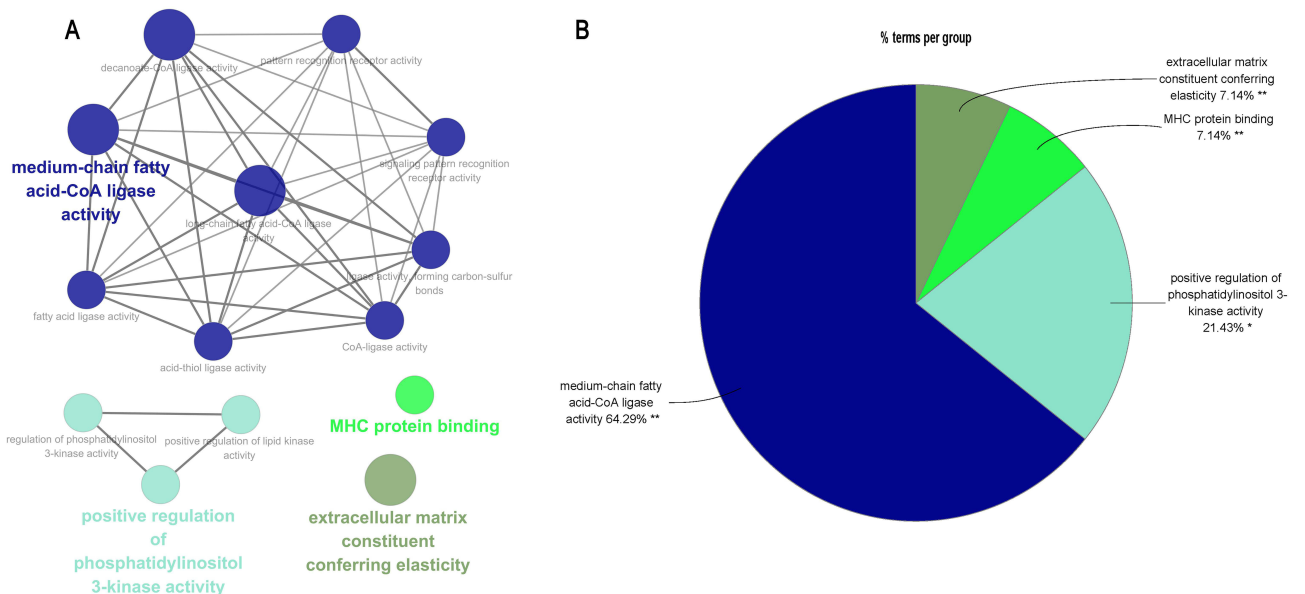 A
decanoate-CoA ligase activity
pattern recognition receptor activity
medium-chain fatty
acid-CoA ligase
activity
signaling pattern recognition
receptor activity
long-chain fatty acid-CoA ligase
activity
ligase activity, forming carbon-sulfur
bonds
fatty acid ligase activity
CoA-ligase activity
acid-thiol ligase activity
regulation of phosphatidylinositol
3-kinase activity
positive regulation of lipid kinase
activity
MHC protein binding
positive regulation
of
phosphatidylinositol
3-kinase activity
extracellular matrix
constituent
conferring elasticity
B
% terms per group
extracellular matrix
constituent conferring
elasticity 7.14% **
MHC protein binding
7.14% **
positive regulation of
phosphatidylinositol 3-
kinase activity
21.43% *
medium-chain fatty
acid-CoA ligase
activity 64.29% **